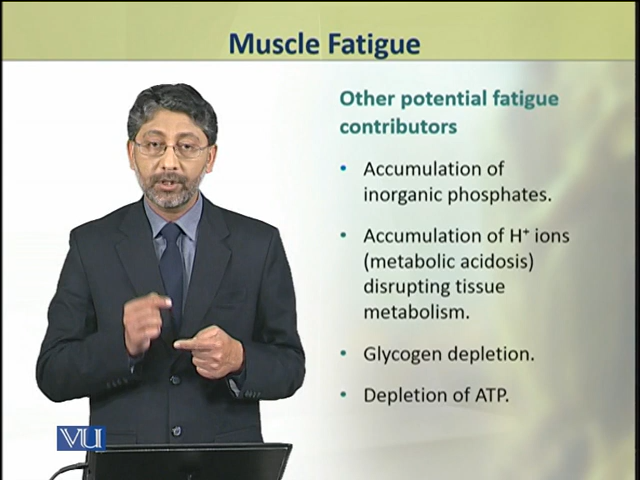 Muscle Fatigue
Other potential fatigue
contributors
• Accumulation of
inorganic phosphates.
• Accumulation of H⁺ ions
(metabolic acidosis)
disrupting tissue
metabolism.
• Glycogen depletion.
• Depletion of ATP.
VU